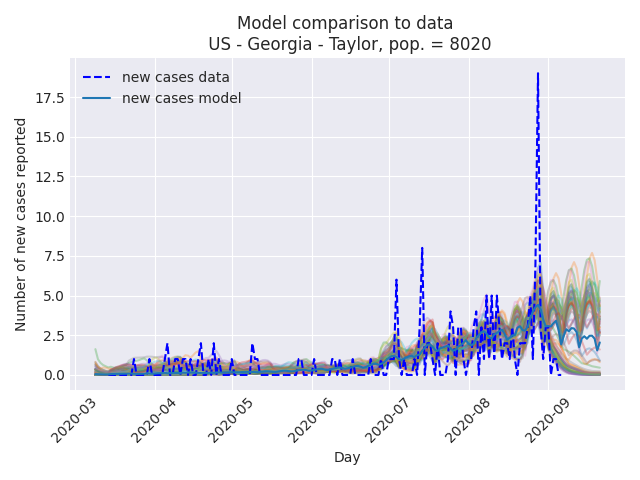 Model comparison to data
US - Georgia - Taylor, pop. = 8020
new cases data
new cases model
Number of new cases reported
17.5
15.0
12.5
10.0
7.5
5.0
2.5
0.0
2020-03
2020-04
2020-05
2020-06
2020-07
2020-08
2020-09
Day